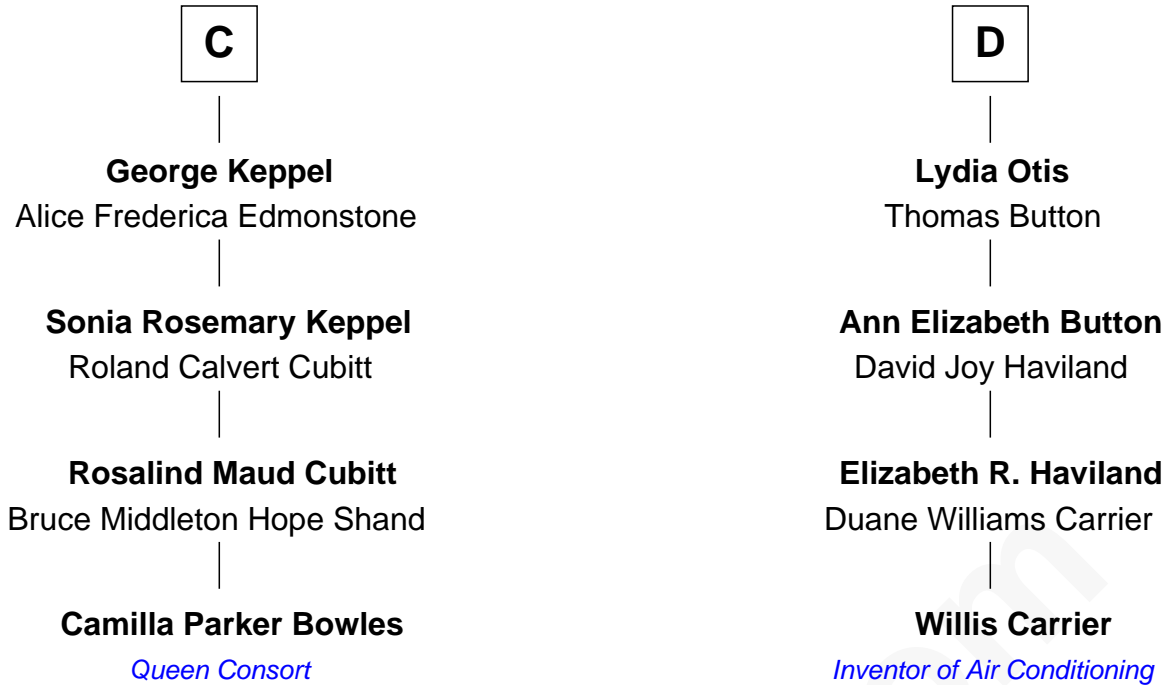 C
George Keppel
Alice Frederica Edmonstone
Sonia Rosemary Keppel
Roland Calvert Cubitt
Rosalind Maud Cubitt
Bruce Middleton Hope Shand
Camilla Parker Bowles
Queen Consort
D
Lydia Otis
Thomas Button
Ann Elizabeth Button
David Joy Haviland
Elizabeth R. Haviland
Duane Williams Carrier
Willis Carrier
Inventor of Air Conditioning